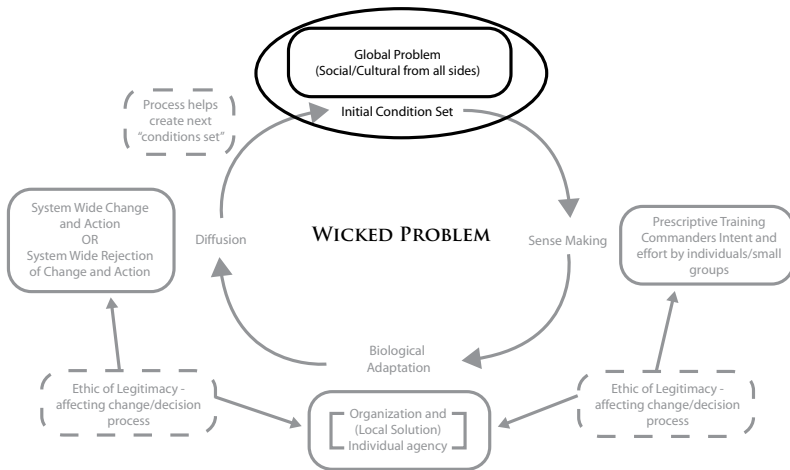 Global Problem
(Social/Cultural from all sides)
Initial Condition Set
Process helps
create next
“conditions set”
System Wide Change
and Action
OR
System Wide Rejection
of Change and Action
Diffusion
WICKED PROBLEM
Sense Making
Prescriptive Training
Commanders Intent and
effort by individuals/small
groups
Biological
Adaptation
Ethic of Legitimacy -
affecting change/decision
process
Organization and
(Local Solution)
Individual agency
Ethic of Legitimacy -
affecting change/decision
process